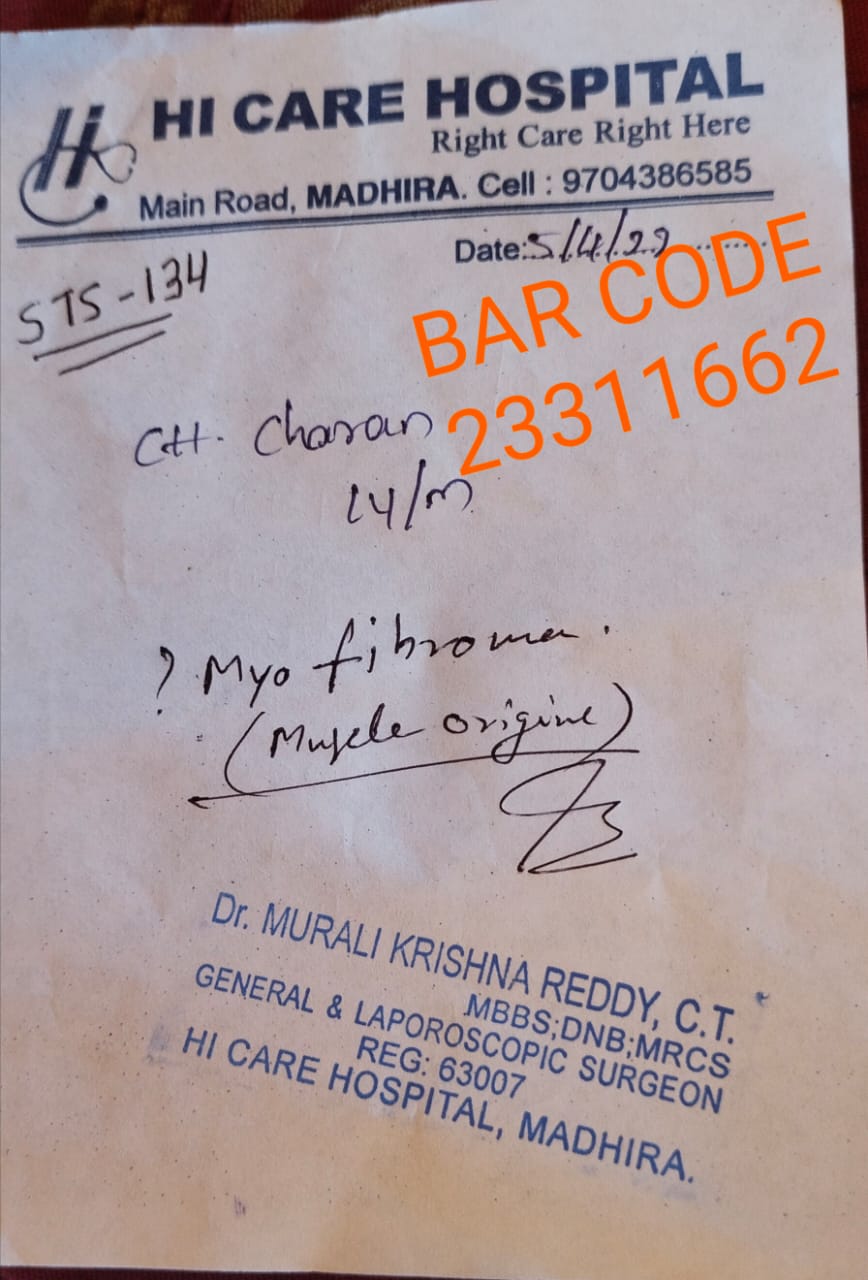 Hi
HI CARE HOSPITAL
Right Care Right Here
Main Road, MADHIRA. Cell : 9704386585
Date:5/4/22
STS-134
BAR CODE
23311662
CH. Charan
14/m
? Myo fibroma.
(Muscle origine)
Dr. MURALI KRISHNA REDDY, C.T.
MBBS;DNB;MRCS
GENERAL & LAPOROSCOPIC SURGEON
REG: 63007
HI CARE HOSPITAL, MADHIRA.